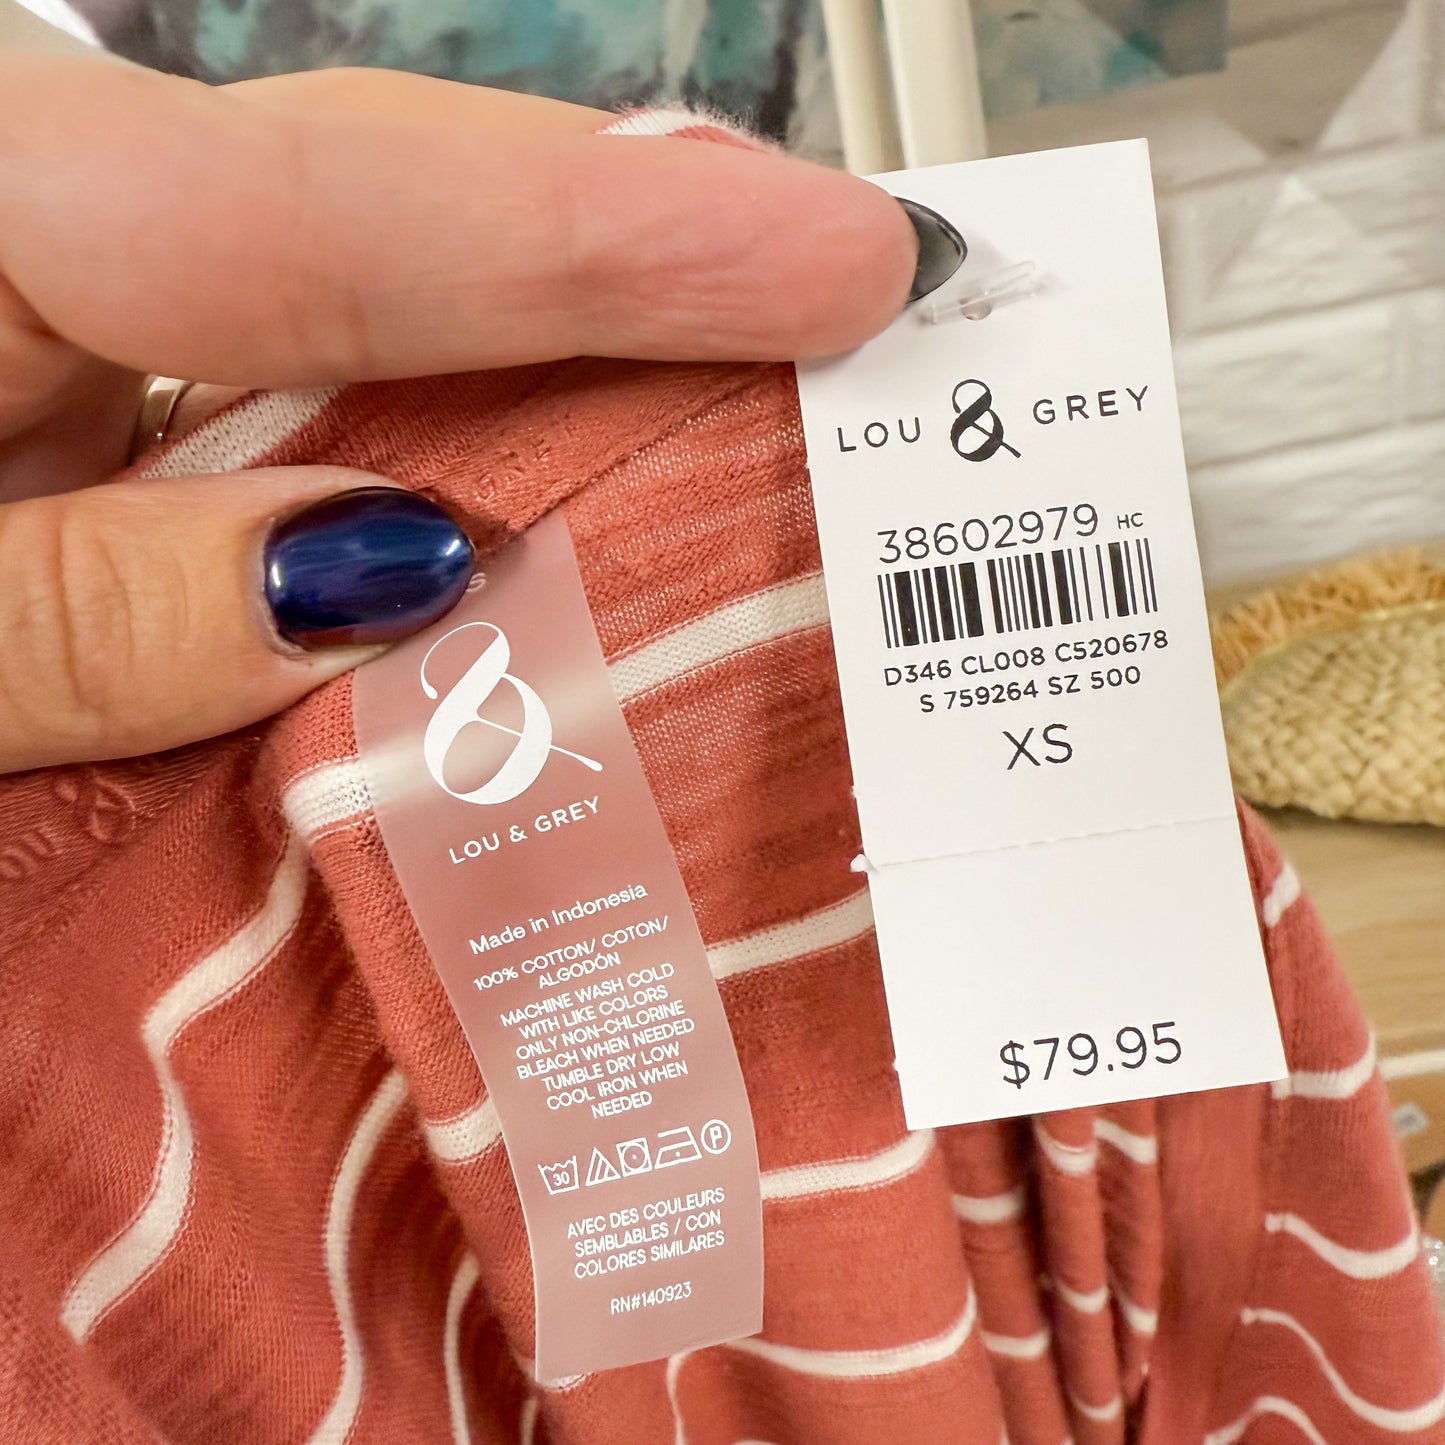 LOU & GREY
38602979 HC
D346 CL008 C520678
S 759264 SZ 500
XS
$79.95
S
&
LOU & GREY
Made in Indonesia
100% COTTON/ COTON/
ALGODÓN
MACHINE WASH COLD
WITH LIKE COLORS
ONLY NON-CHLORINE
BLEACH WHEN NEEDED
TUMBLE DRY LOW
COOL IRON WHEN
NEEDED
30 P
AVEC DES COULEURS
SEMBLABLES / CON
COLORES SIMILARES
RN#140923